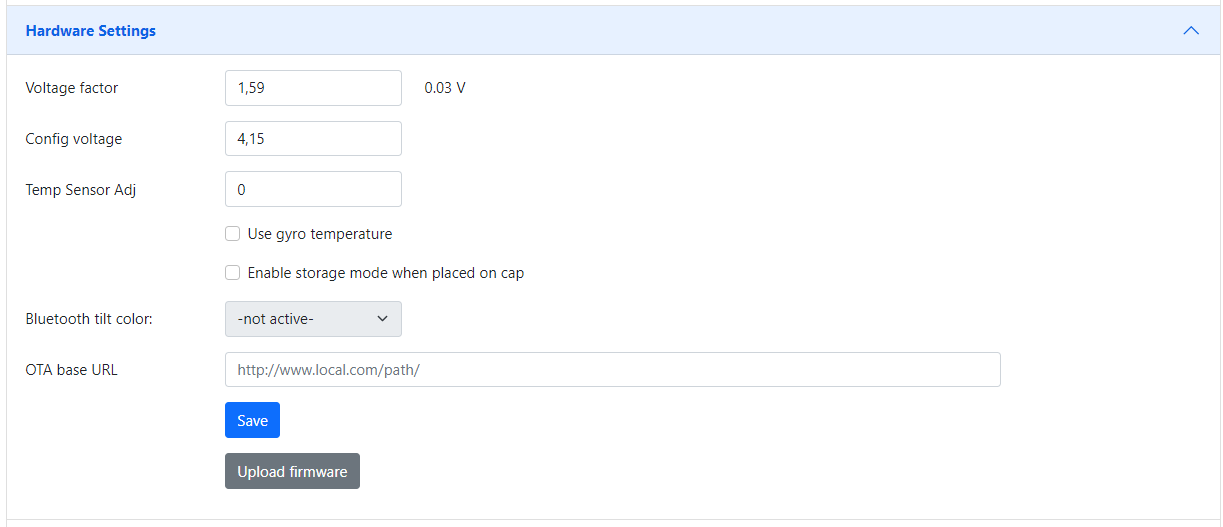 Hardware Settings
Voltage factor 1,59 0.03 V
Config voltage 4,15
Temp Sensor Adj 0
Use gyro temperature
Enable storage mode when placed on cap
Bluetooth tilt color: -not active-
OTA base URL http://www.local.com/path/
Save
Upload firmware